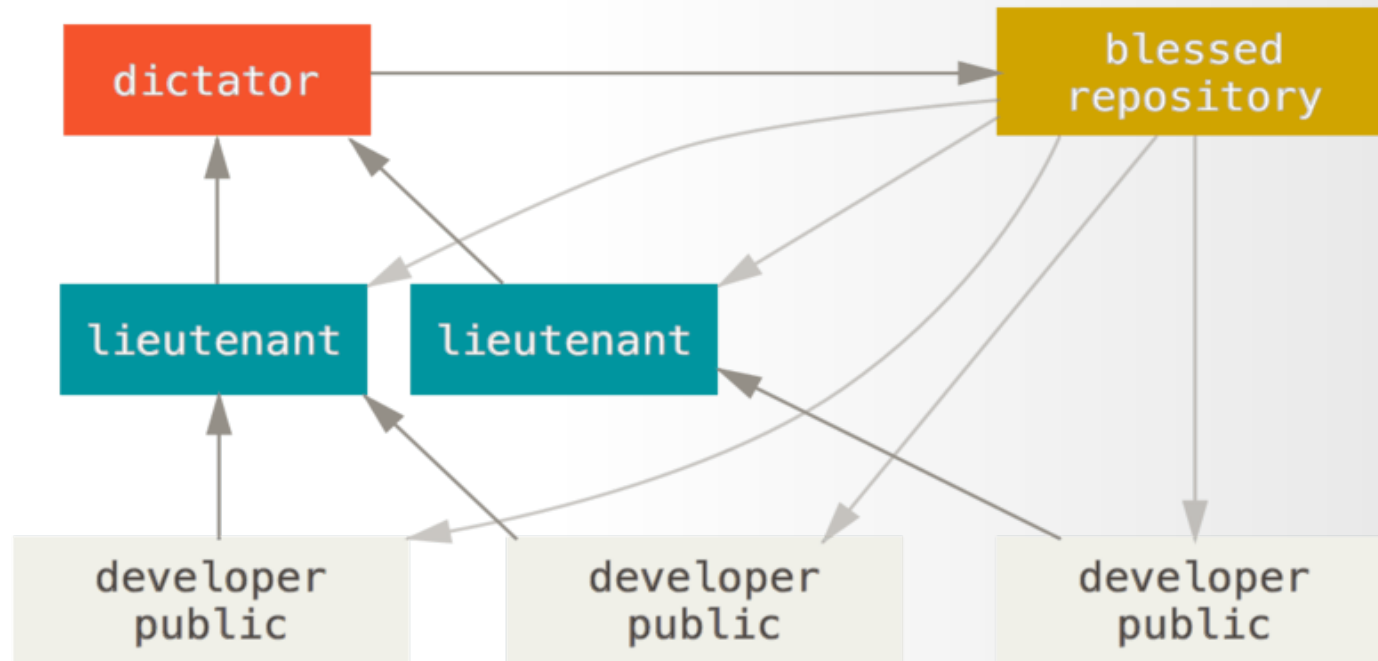 dictator
blessed
repository
lieutenant
lieutenant
developer
public
developer
public
developer
public